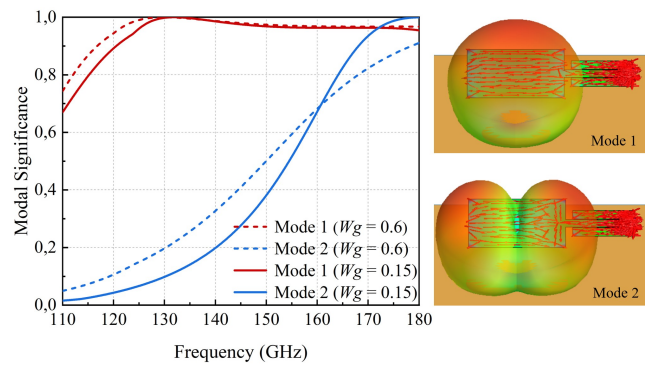 Modal Significance
1,0
0,8
0,6
0,4
0,2
0,0
110
120
130
140
150
160
170
180
Frequency (GHz)
Mode 1 (Wg = 0.6)
Mode 2 (Wg = 0.6)
Mode 1 (Wg = 0.15)
Mode 2 (Wg = 0.15)
Mode 1
Mode 2